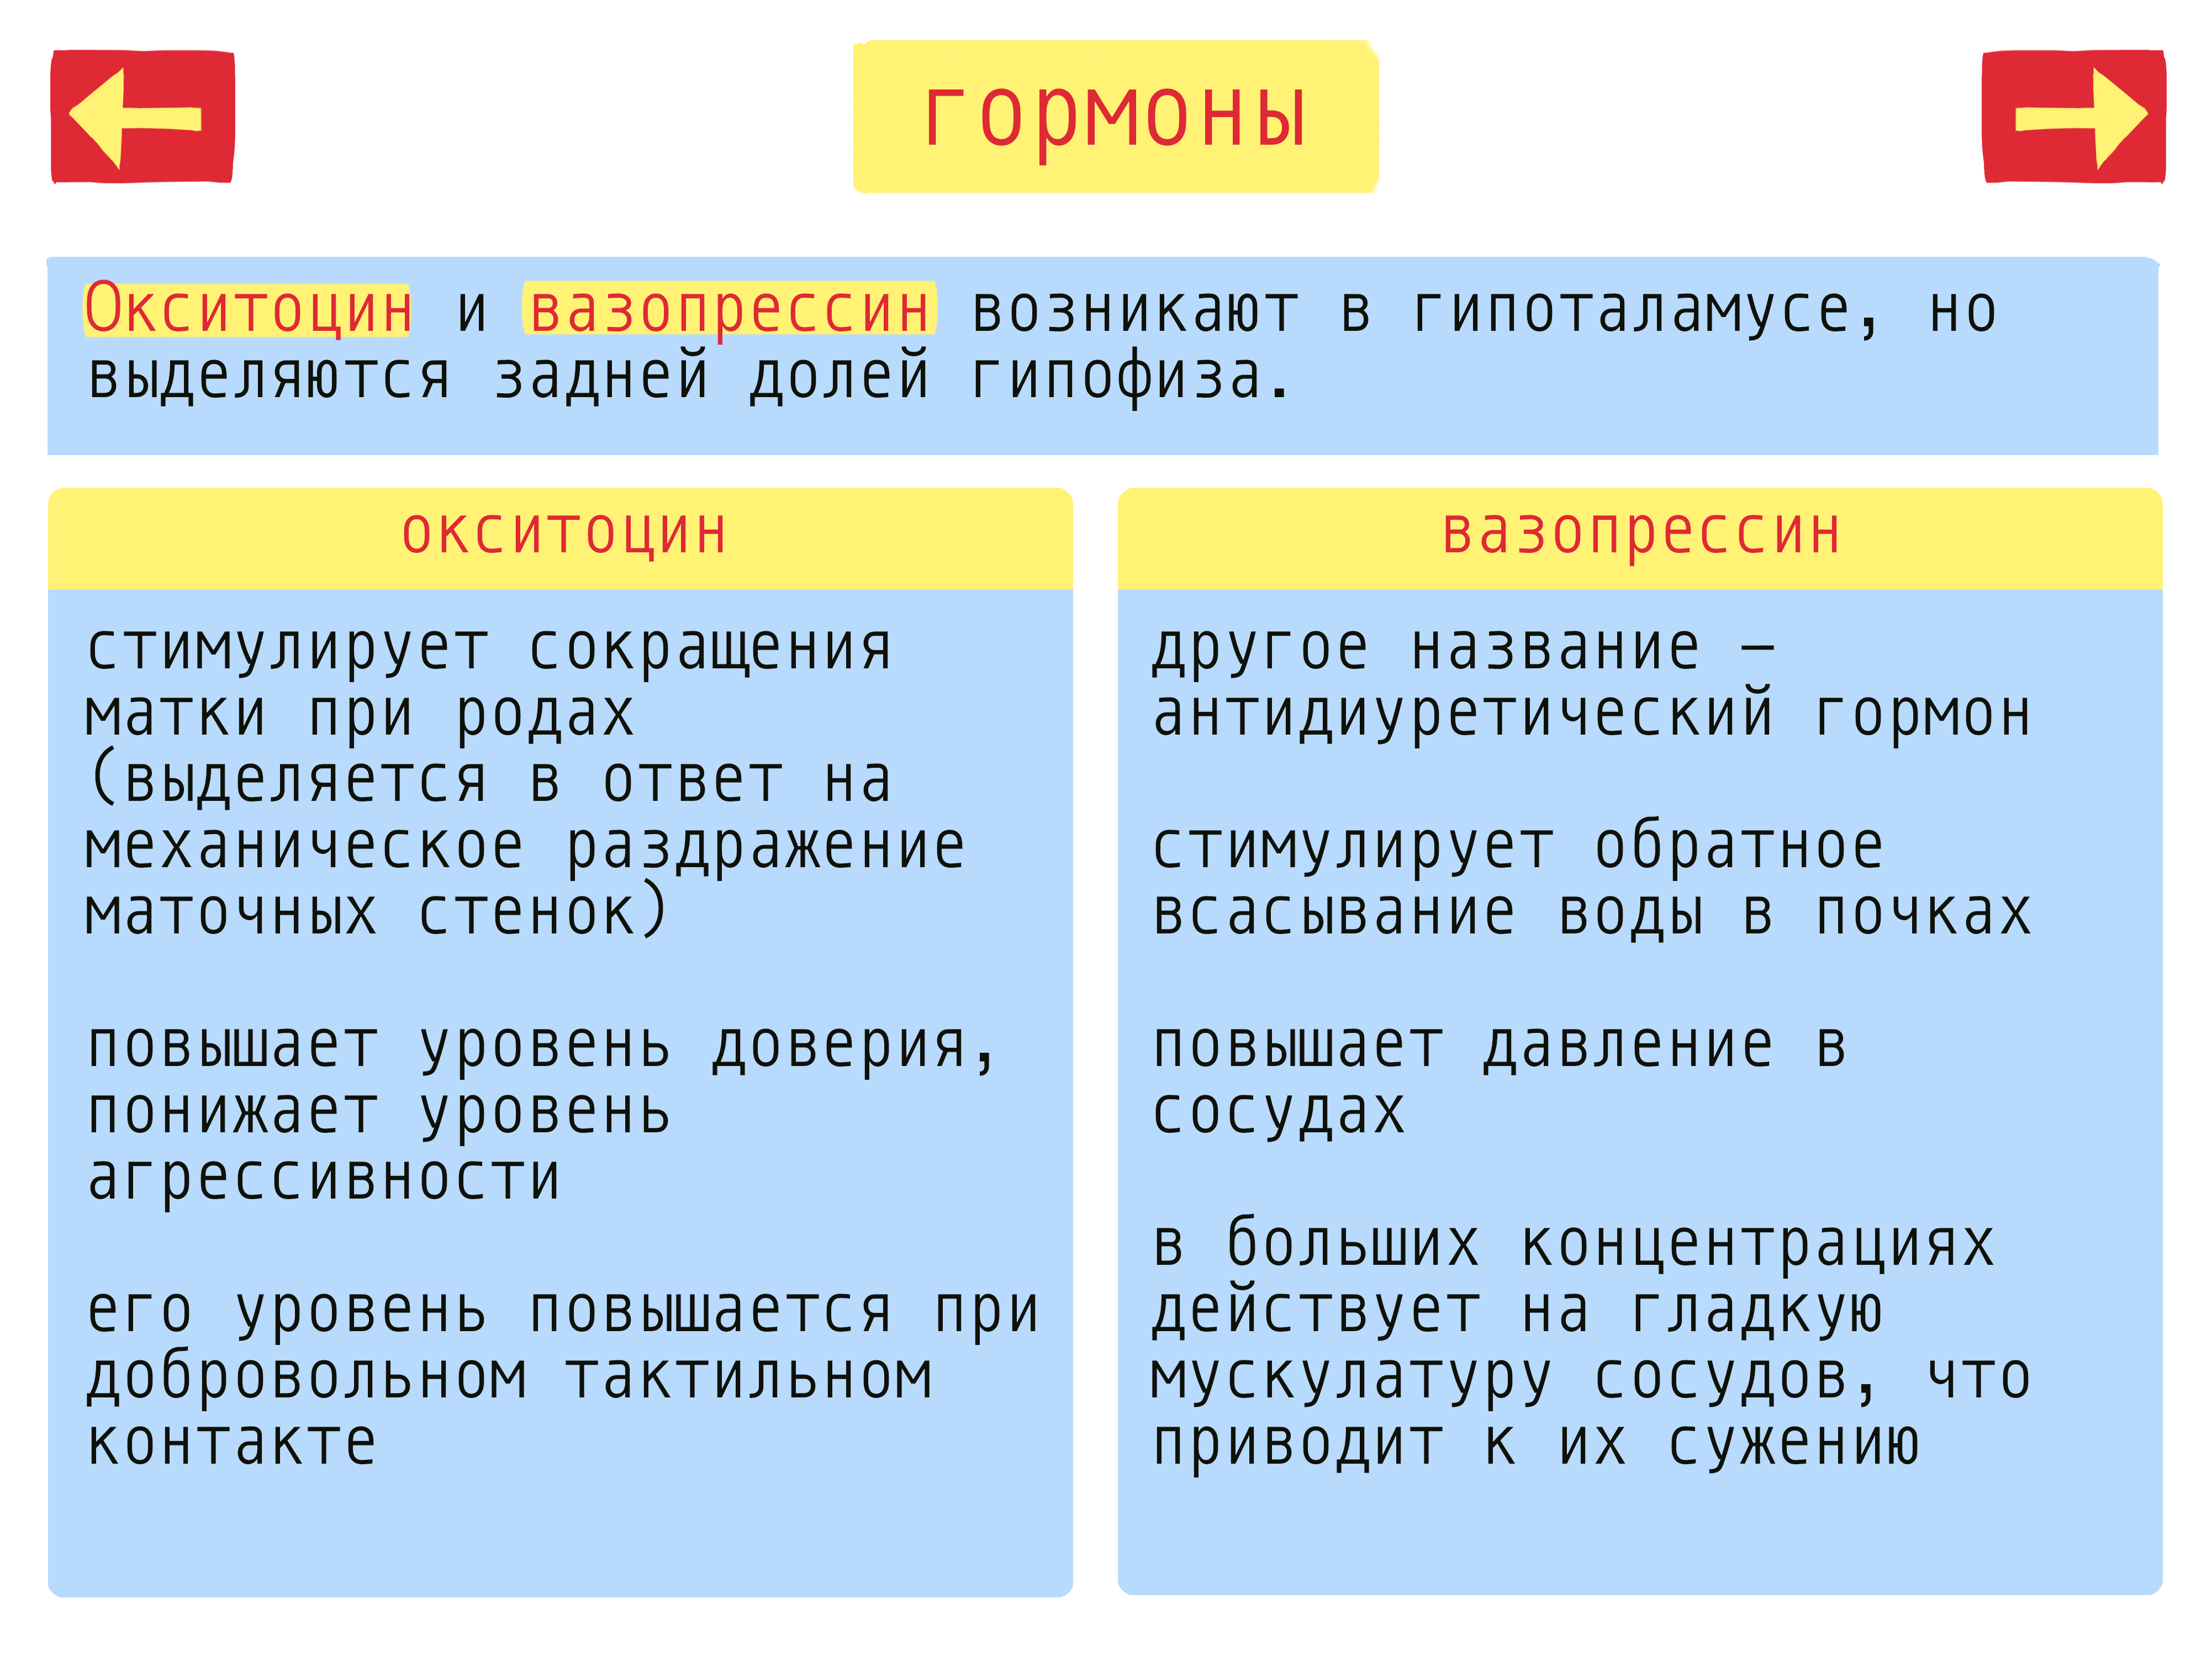 гормоны
Окситоцин и вазопрессин возникают в гипоталамусе, но
выделяются задней долей гипофиза.
окситоцин
стимулирует сокращения
матки при родах
(выделяется в ответ на
механическое раздражение
маточных стенок)
повышает уровень доверия,
понижает уровень
агрессивности
его уровень повышается при
добровольном тактильном
контакте
вазопрессин
другое название –
антидиуретический гормон
стимулирует обратное
всасывание воды в почках
повышает давление в
сосудах
в больших концентрациях
действует на гладкую
мускулатуру сосудов, что
приводит к их сужению